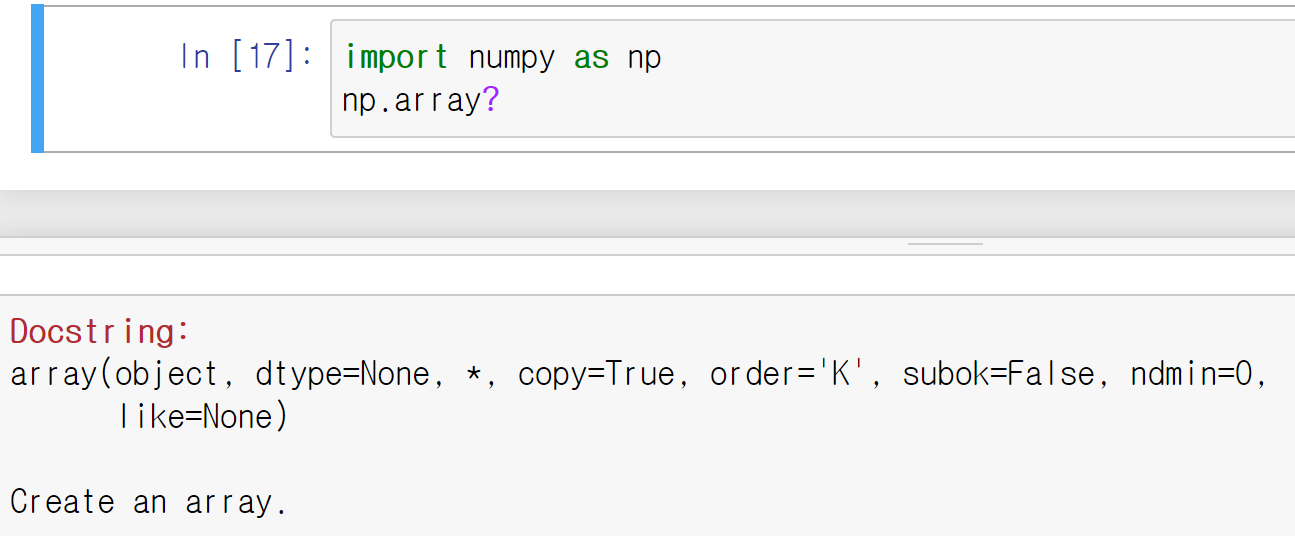 In [17]:
import numpy as np
np.array?
Docstring:
array(object, dtype=None, *, copy=True, order='K', subok=False, ndmin=0,
      like=None)
Create an array.